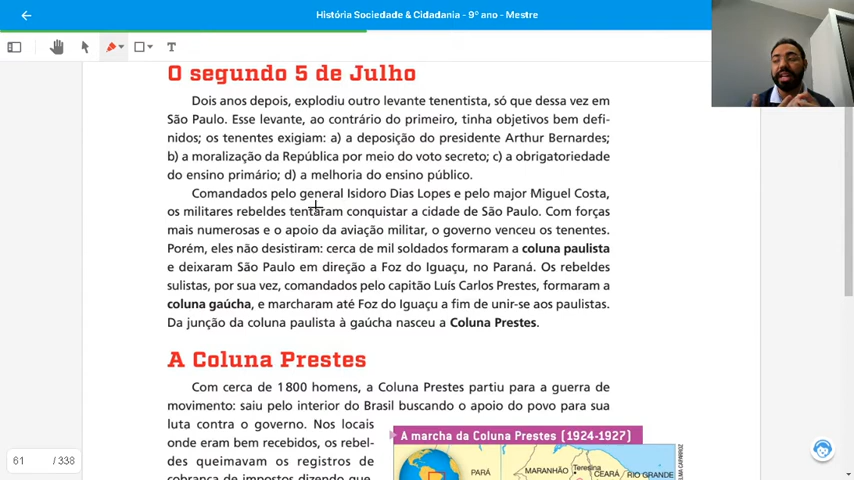 História Sociedade & Cidadania - 9º ano - Mestre
T
O segundo 5 de Julho
Dois anos depois, explodiu outro levante tenentista, só que dessa vez em
São Paulo. Esse levante, ao contrário do primeiro, tinha objetivos bem defi-
nidos; os tenentes exigiam: a) a deposição do presidente Arthur Bernardes;
b) a moralização da República por meio do voto secreto; c) a obrigatoriedade
do ensino primário; d) a melhoria do ensino público.
Comandados pelo general Isidoro Dias Lopes e pelo major Miguel Costa,
os militares rebeldes tentaram conquistar a cidade de São Paulo. Com forças
mais numerosas e o apoio da aviação militar, o governo venceu os tenentes.
Porém, eles não desistiram: cerca de mil soldados formaram a coluna paulista
e deixaram São Paulo em direção a Foz do Iguaçu, no Paraná. Os rebeldes
sulistas, por sua vez, comandados pelo capitão Luís Carlos Prestes, formaram a
coluna gaúcha, e marcharam até Foz do Iguaçu a fim de unir-se aos paulistas.
Da junção da coluna paulista à gaúcha nasceu a Coluna Prestes.
A Coluna Prestes
Com cerca de 1800 homens, a Coluna Prestes partiu para a guerra de
movimento: saiu pelo interior do Brasil buscando o apoio do povo para sua
luta contra o governo. Nos locais
onde eram bem recebidos, os rebel-
des queimavam os registros de
cobrança de impostos dizendo que
A marcha da Coluna Prestes (1924-1927)
PARÁ
MARANHÃO
Teresina
CEARÁ
RIO GRANDE
61 / 338